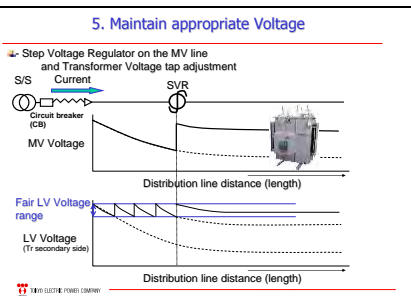 5. Maintain appropriate Voltage
Step Voltage Regulator on the MV line
and Transformer Voltage tap adjustment
S/S
Current
SVR
Circuit breaker
(CB)
MV Voltage
Distribution line distance (length)
Fair LV Voltage
range
LV Voltage
(Tr secondary side)
Distribution line distance (length)
TOKYO ELECTRIC POWER COMPANY